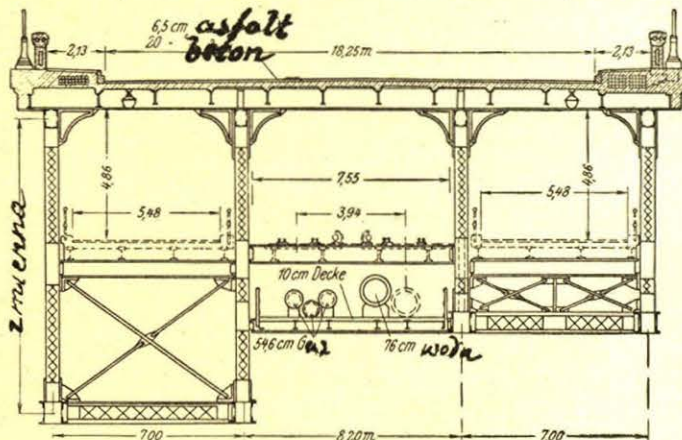 6,5 cm asfalt
20 beton
2,13 18,25 m. 2,13
7,55
4,86 4,86
5,48 3,94 5,48
zmienna
10 cm Decke
54,6 cm Gaz 76 cm woda
7,00 8,20 m. 7,00